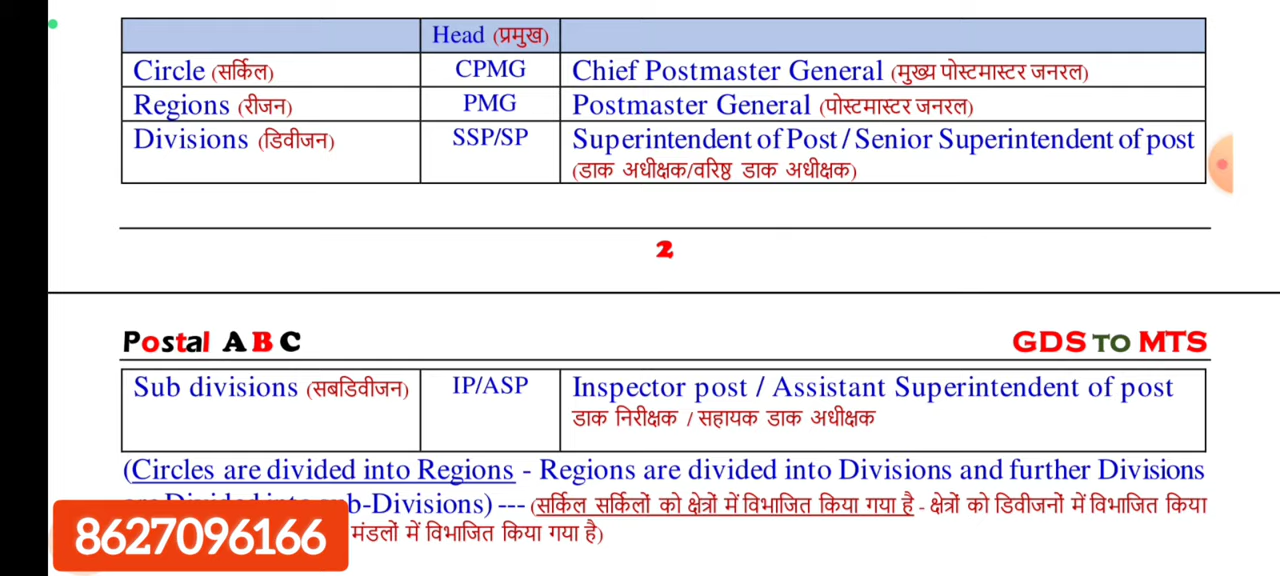 Head (प्रमुख)
Circle (सर्किल) CPMG Chief Postmaster General (मुख्य पोस्टमास्टर जनरल)
Regions (रीजन) PMG Postmaster General (पोस्टमास्टर जनरल)
Divisions (डिवीजन) SSP/SP Superintendent of Post / Senior Superintendent of post
(डाक अधीक्षक/वरिष्ठ डाक अधीक्षक)
2
Postal ABC GDS TO MTS
Sub divisions (सबडिवीजन) IP/ASP Inspector post / Assistant Superintendent of post
डाक निरीक्षक / सहायक डाक अधीक्षक
(Circles are divided into Regions - Regions are divided into Divisions and further Divisions
b-Divisions) --- (सर्किल सर्किलों को क्षेत्रों में विभाजित किया गया है - क्षेत्रों को डिवीजनों में विभाजित किया
मंडलों में विभाजित किया गया है)
8627096166